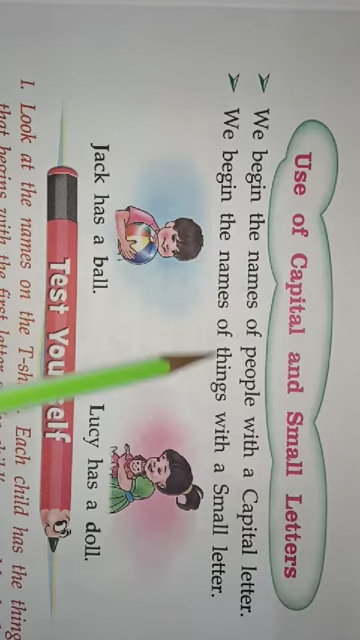 Use of Capital and Small Letters
➢ We begin the names of people with a Capital letter.
➢ We begin the names of things with a Small letter.
Jack has a ball. Lucy has a doll.
Test You elf
I. Look at the names on the T-sh Each child has the thing
that begins with the first letter